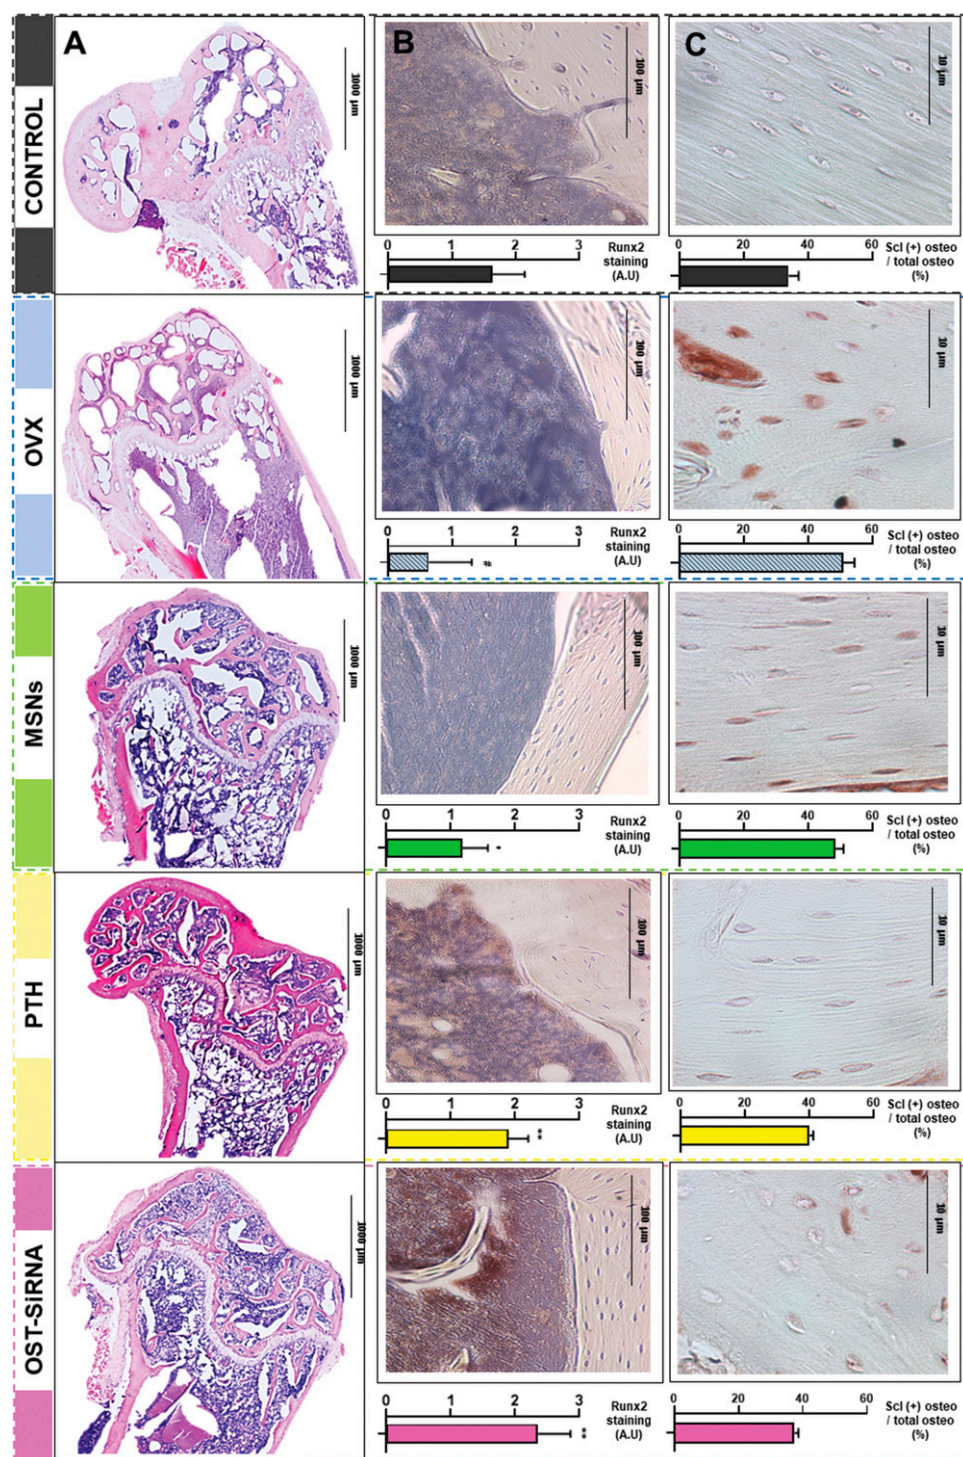 A
B
C
CONTROL
1000 µm
100 µm
10 µm
0 1 2 3
Runx2
staining
(A.U)
0 20 40 60
Scl (+) osteo
/ total osteo
(%)
OVX
1000 µm
100 µm
10 µm
0 1 2 3
Runx2
staining
(A.U)
#
0 20 40 60
Scl (+) osteo
/ total osteo
(%)
MSNs
1000 µm
100 µm
10 µm
0 1 2 3
Runx2
staining
(A.U)
*
0 20 40 60
Scl (+) osteo
/ total osteo
(%)
PTH
1000 µm
100 µm
10 µm
0 1 2 3
Runx2
staining
(A.U)
**
0 20 40 60
Scl (+) osteo
/ total osteo
(%)
OST-SiRNA
1000 µm
100 µm
10 µm
0 1 2 3
Runx2
staining
(A.U)
**
0 20 40 60
Scl (+) osteo
/ total osteo
(%)